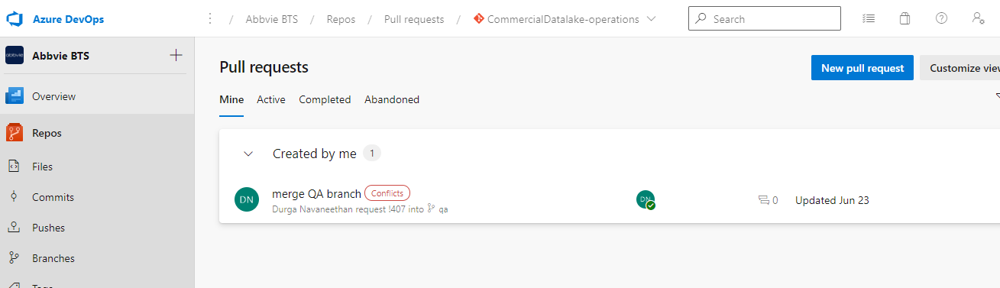 Azure DevOps
/ Abbvie BTS / Repos / Pull requests / CommercialDatalake-operations
Search
abbvie
Abbvie BTS
Overview
Repos
Files
Commits
Pushes
Branches
Pull requests
New pull request
Customize view
Mine Active Completed Abandoned
Created by me 1
DN
merge QA branch Conflicts
Durga Navaneethan request !407 into qa
DN
0
Updated Jun 23